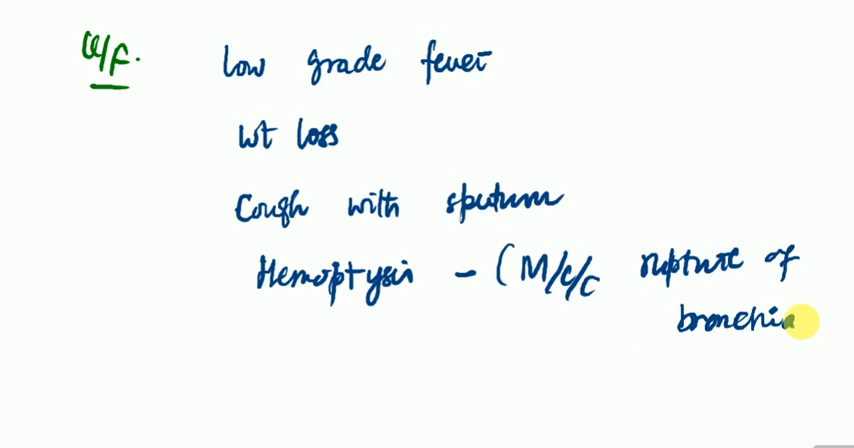 C/F.
Low grade fever
Wt loss
Cough with sputum
Hemoptysis - (M/c/c rupture of
bronchia